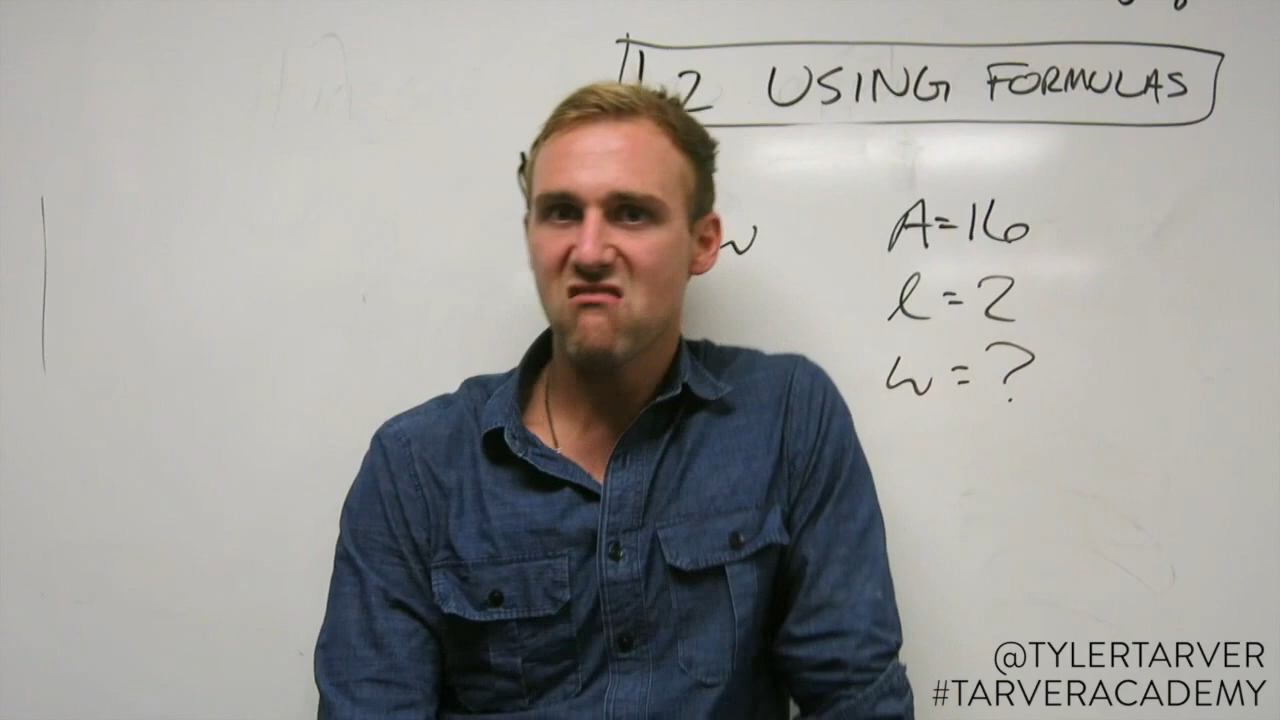 1.2 USING FORMULAS
w
A=16
l=2
w=?
@TYLERTARVER
#TARVERACADEMY